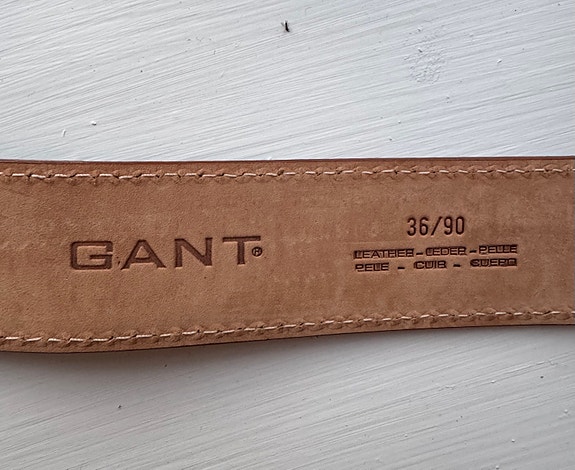 GANT®
36/90
LEATHER - LEDER - PELLE
PELE - CUIR - CUERO